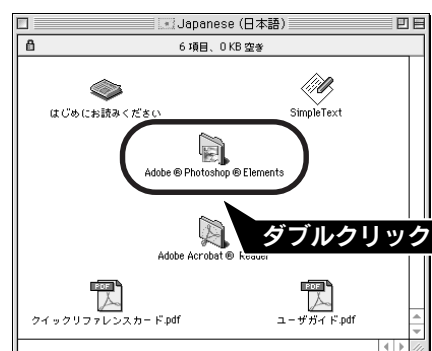 Japanese (日本語)
6 項目、0 KB 空き
はじめにお読みください
SimpleText
Adobe ® Photoshop ® Elements
ダブルクリック
Adobe Acrobat ® Reader
PDF
PDF
クイックリファレンスカード.pdf
ユーザガイド.pdf